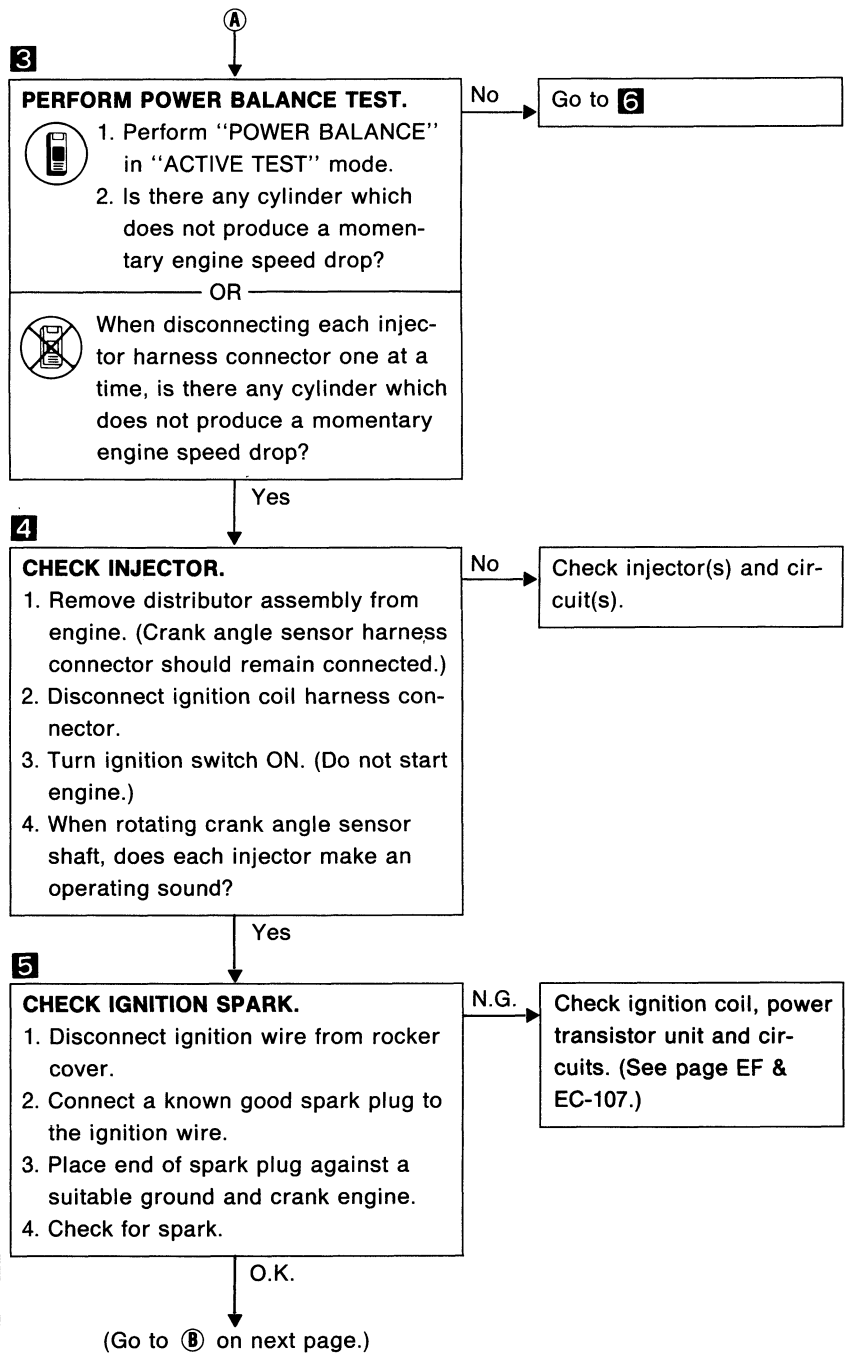 Ⓐ
3
PERFORM POWER BALANCE TEST.
1. Perform "POWER BALANCE"
in "ACTIVE TEST" mode.
2. Is there any cylinder which
does not produce a momen-
tary engine speed drop?
OR
When disconnecting each injec-
tor harness connector one at a
time, is there any cylinder which
does not produce a momentary
engine speed drop?
No
Go to 6
Yes
4
CHECK INJECTOR.
1. Remove distributor assembly from
engine. (Crank angle sensor harness
connector should remain connected.)
2. Disconnect ignition coil harness con-
nector.
3. Turn ignition switch ON. (Do not start
engine.)
4. When rotating crank angle sensor
shaft, does each injector make an
operating sound?
No
Check injector(s) and cir-
cuit(s).
Yes
5
CHECK IGNITION SPARK.
1. Disconnect ignition wire from rocker
cover.
2. Connect a known good spark plug to
the ignition wire.
3. Place end of spark plug against a
suitable ground and crank engine.
4. Check for spark.
N.G.
Check ignition coil, power
transistor unit and cir-
cuits. (See page EF &
EC-107.)
O.K.
(Go to Ⓑ on next page.)